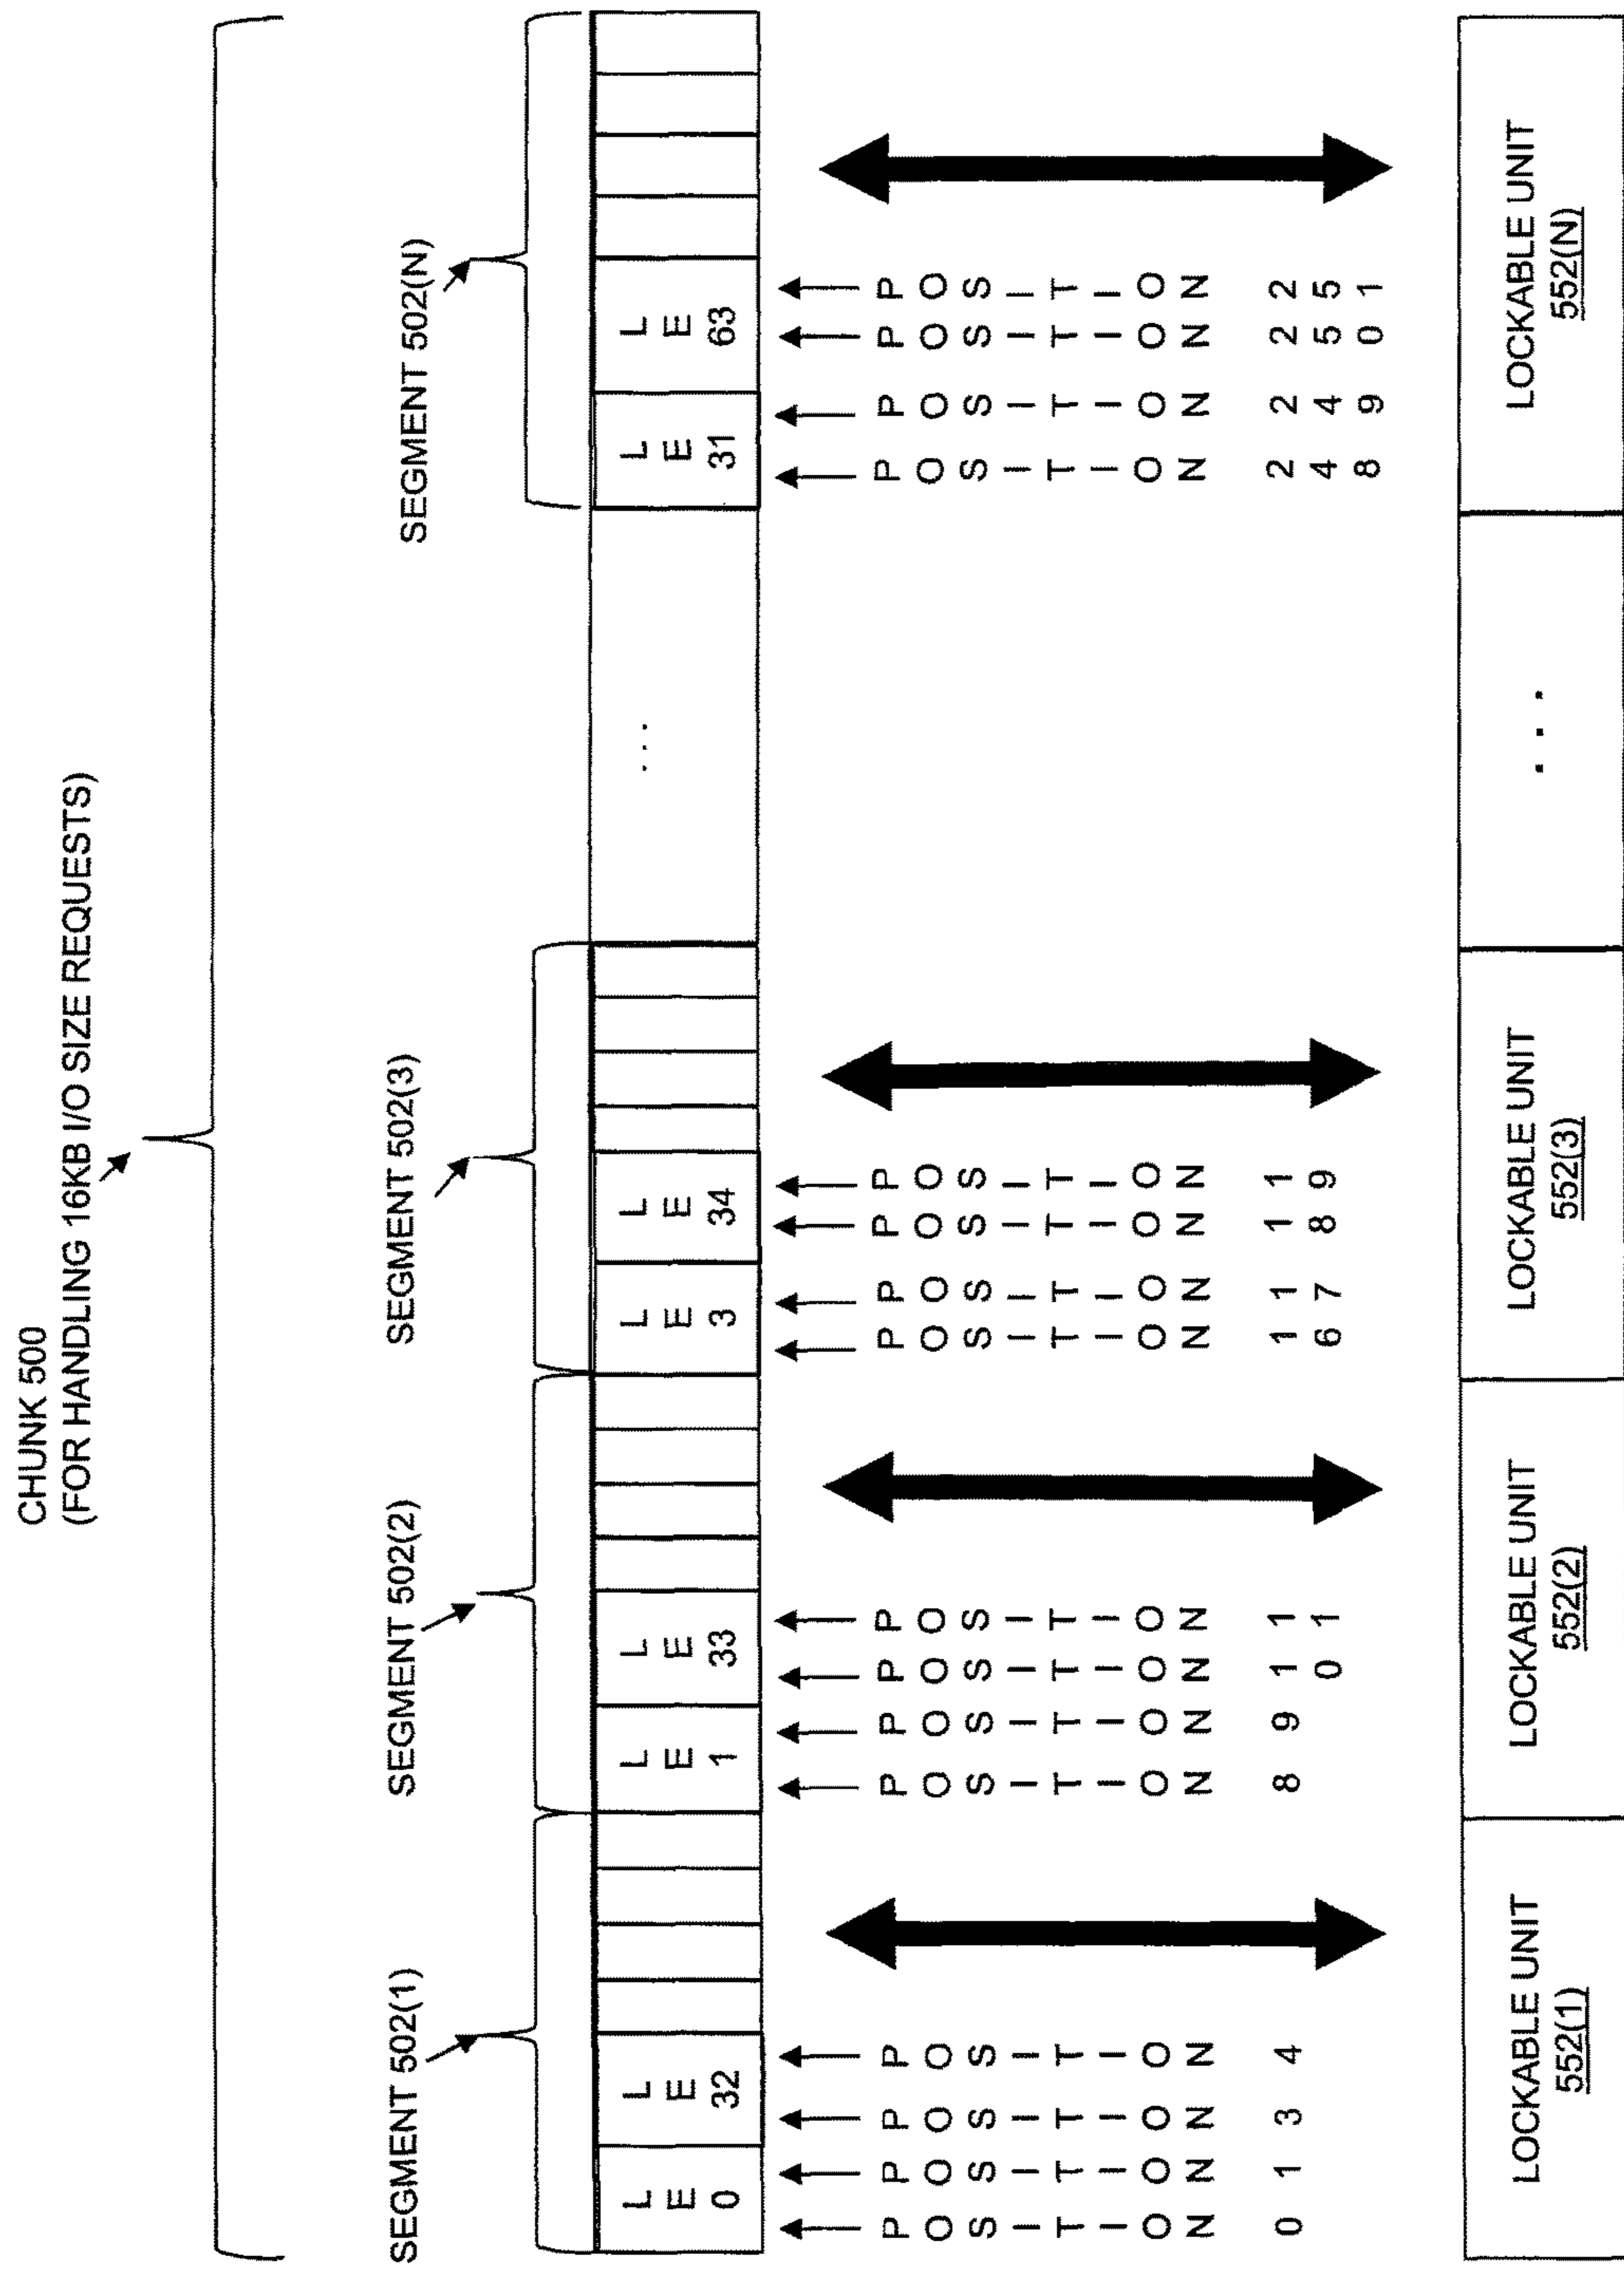 CHUNK 500
(FOR HANDLING 16KB I/O SIZE REQUESTS)
SEGMENT 502(1)
SEGMENT 502(2)
SEGMENT 502(3)
SEGMENT 502(N)
LE 0
LE 32
LE 1
LE 33
LE 3
LE 34
. . .
LE 31
LE 63
POSITION 0
POSITION 1
POSITION 3
POSITION 4
POSITION 8
POSITION 9
POSITION 10
POSITION 11
POSITION 16
POSITION 17
POSITION 18
POSITION 19
POSITION 248
POSITION 249
POSITION 250
POSITION 251
LOCKABLE UNIT
552(1)
LOCKABLE UNIT
552(2)
LOCKABLE UNIT
552(3)
. . .
LOCKABLE UNIT
552(N)